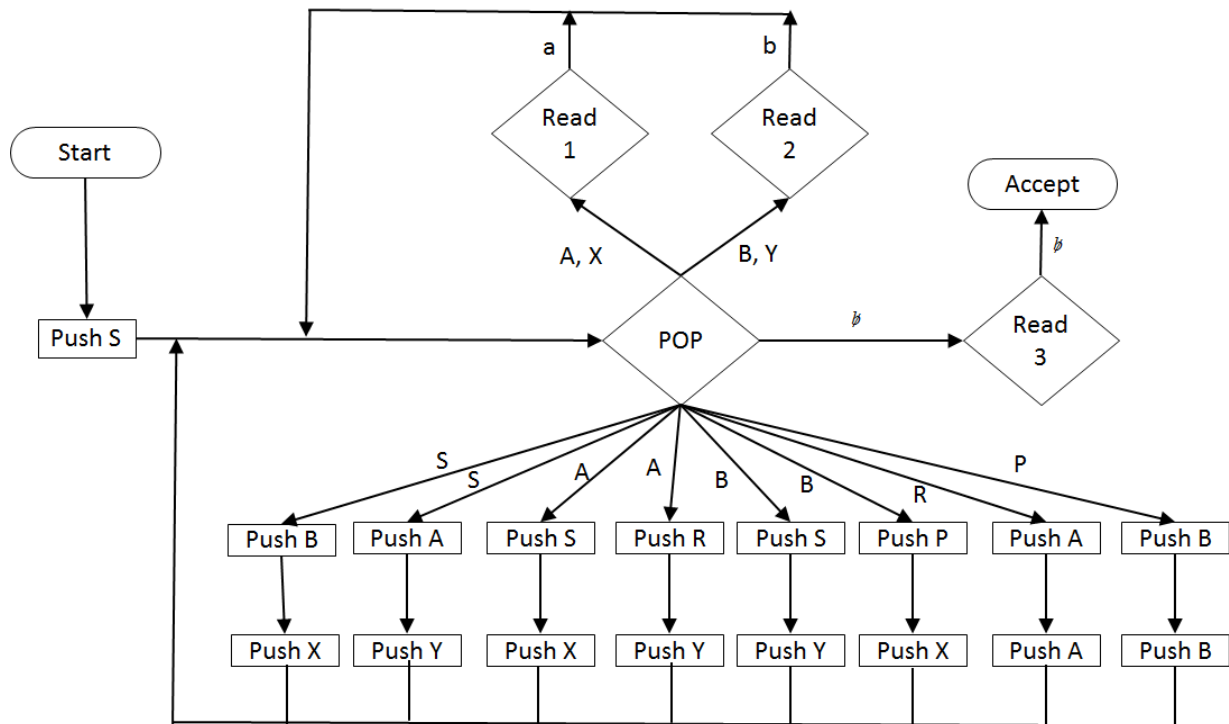 a
b
Read
1
Read
2
Start
Accept
A, X
B, Y
ƀ
ƀ
Push S
POP
Read
3
S
S
A
A
B
B
R
P
Push B
Push A
Push S
Push R
Push S
Push P
Push A
Push B
Push X
Push Y
Push X
Push Y
Push Y
Push X
Push A
Push B